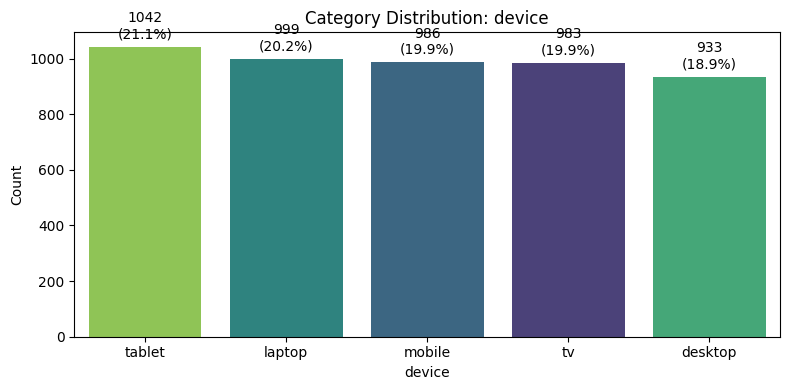 Category Distribution: device
1042
(21.1%)
999
(20.2%)
986
(19.9%)
983
(19.9%)
933
(18.9%)
Count
1000
800
600
400
200
0
tablet
laptop
mobile
tv
desktop
device